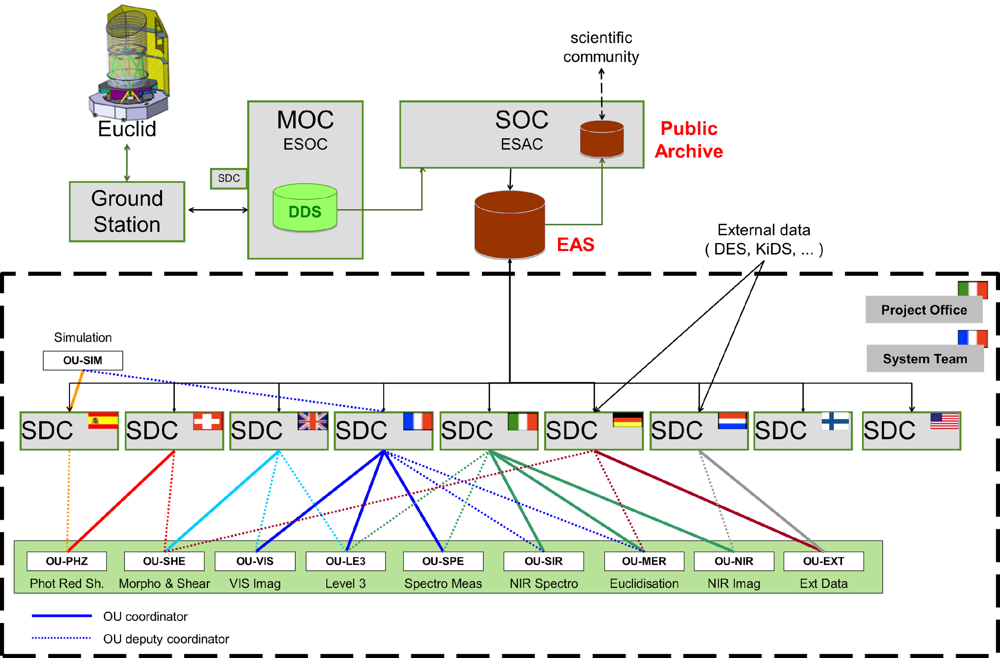 scientific
community
Euclid
MOC
ESOC
SOC
ESAC
Public
Archive
SDC
Ground
Station
DDS
EAS
External data
( DES, KiDS, ... )
Project Office
System Team
Simulation
OU-SIM
SDC
SDC
SDC
SDC
SDC
SDC
SDC
SDC
SDC
OU-PHZ
OU-SHE
OU-VIS
OU-LE3
OU-SPE
OU-SIR
OU-MER
OU-NIR
OU-EXT
Phot Red Sh.
Morpho & Shear
VIS Imag
Level 3
Spectro Meas
NIR Spectro
Euclidisation
NIR Imag
Ext Data
OU coordinator
OU deputy coordinator